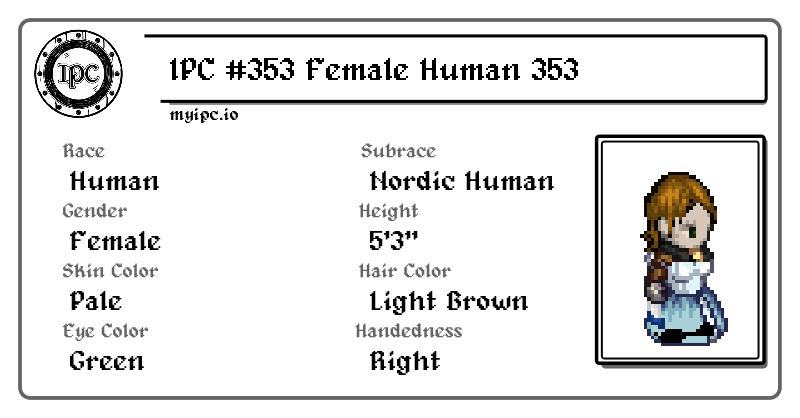 IPC
IPC #353 Female Human 353
myipc.io
Race
Human
Subrace
Nordic Human
Gender
Female
Height
5'3"
Skin Color
Pale
Hair Color
Light Brown
Eye Color
Green
Handedness
Right